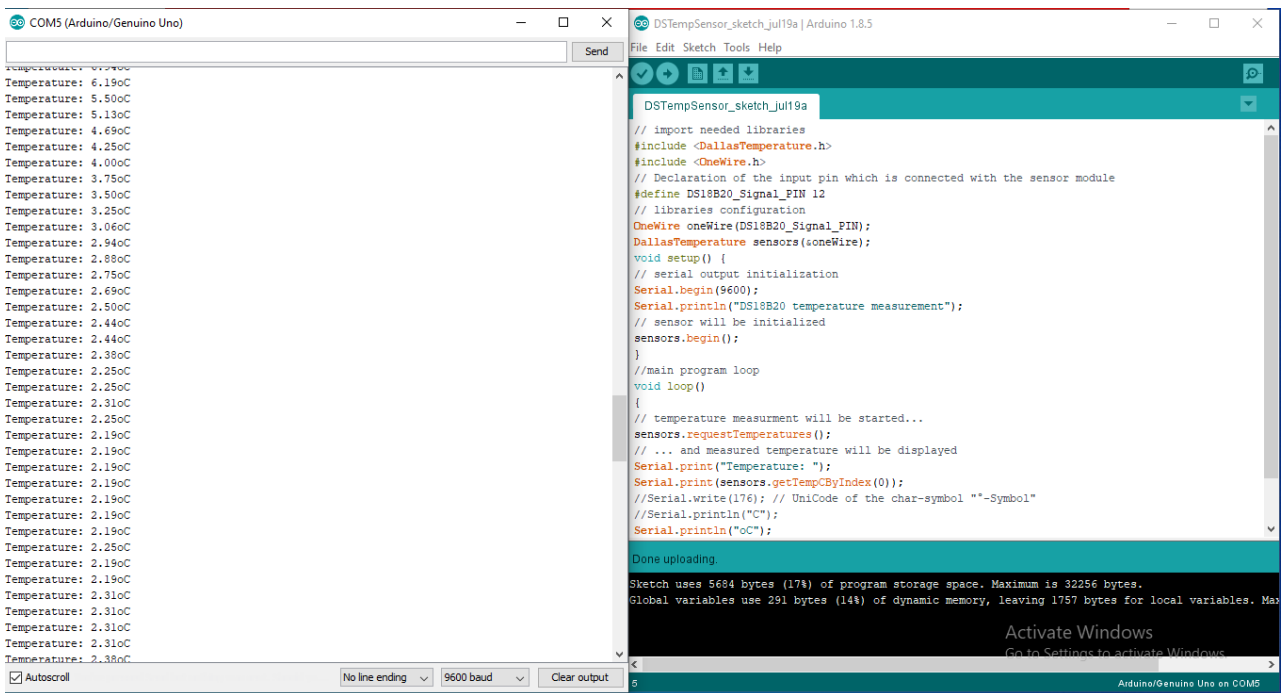 COM5 (Arduino/Genuino Uno)
Send
Temperature: 6.94oC
Temperature: 6.19oC
Temperature: 5.50oC
Temperature: 5.13oC
Temperature: 4.69oC
Temperature: 4.25oC
Temperature: 4.00oC
Temperature: 3.75oC
Temperature: 3.50oC
Temperature: 3.25oC
Temperature: 3.06oC
Temperature: 2.94oC
Temperature: 2.88oC
Temperature: 2.75oC
Temperature: 2.69oC
Temperature: 2.50oC
Temperature: 2.44oC
Temperature: 2.44oC
Temperature: 2.38oC
Temperature: 2.25oC
Temperature: 2.25oC
Temperature: 2.31oC
Temperature: 2.25oC
Temperature: 2.19oC
Temperature: 2.19oC
Temperature: 2.19oC
Temperature: 2.19oC
Temperature: 2.19oC
Temperature: 2.19oC
Temperature: 2.19oC
Temperature: 2.25oC
Temperature: 2.19oC
Temperature: 2.19oC
Temperature: 2.31oC
Temperature: 2.31oC
Temperature: 2.31oC
Temperature: 2.31oC
Temperature: 2.38oC
Autoscroll
No line ending
9600 baud
Clear output
DSTempSensor_sketch_jul19a | Arduino 1.8.5
File Edit Sketch Tools Help
DSTempSensor_sketch_jul19a
// import needed libraries
#include <DallasTemperature.h>
#include <OneWire.h>
// Declaration of the input pin which is connected with the sensor module
#define DS18B20_Signal_PIN 12
// libraries configuration
OneWire oneWire(DS18B20_Signal_PIN);
DallasTemperature sensors(&oneWire);
void setup() {
// serial output initialization
Serial.begin(9600);
Serial.println("DS18B20 temperature measurement");
// sensor will be initialized
sensors.begin();
}
//main program loop
void loop()
{
// temperature measurment will be started...
sensors.requestTemperatures();
// ... and measured temperature will be displayed
Serial.print("Temperature: ");
Serial.print(sensors.getTempCByIndex(0));
//Serial.write(176); // UniCode of the char-symbol "°-Symbol"
//Serial.println("C");
Serial.println("oC");
Done uploading.
Sketch uses 5684 bytes (17%) of program storage space. Maximum is 32256 bytes.
Global variables use 291 bytes (14%) of dynamic memory, leaving 1757 bytes for local variables. Max
Activate Windows
Go to Settings to activate Windows.
5
Arduino/Genuino Uno on COM5